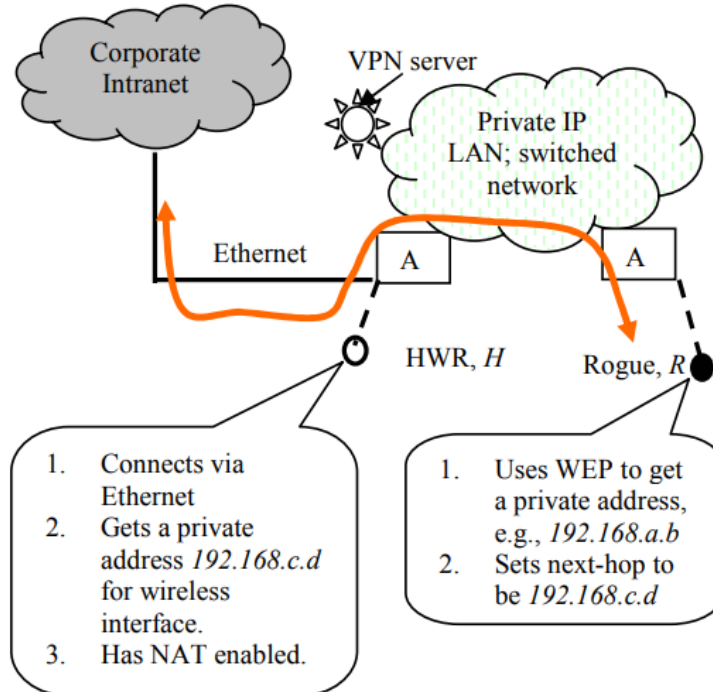 Corporate
Intranet
VPN server
Private IP
LAN; switched
network
Ethernet
A
A
HWR, H
Rogue, R
1. Connects via
Ethernet
2. Gets a private
address 192.168.c.d
for wireless
interface.
3. Has NAT enabled.
1. Uses WEP to get
a private address,
e.g., 192.168.a.b
2. Sets next-hop to
be 192.168.c.d